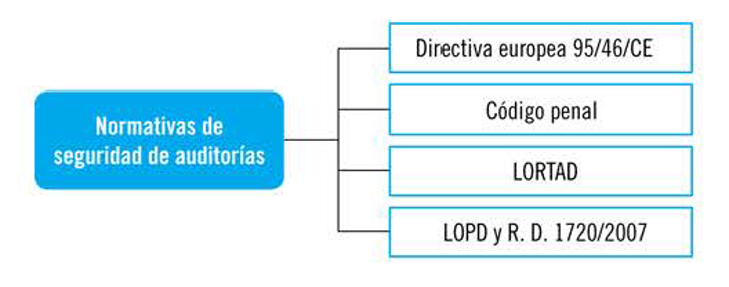 Normativas de
seguridad de auditorías
Directiva europea 95/46/CE
Código penal
LORTAD
LOPD y R. D. 1720/2007